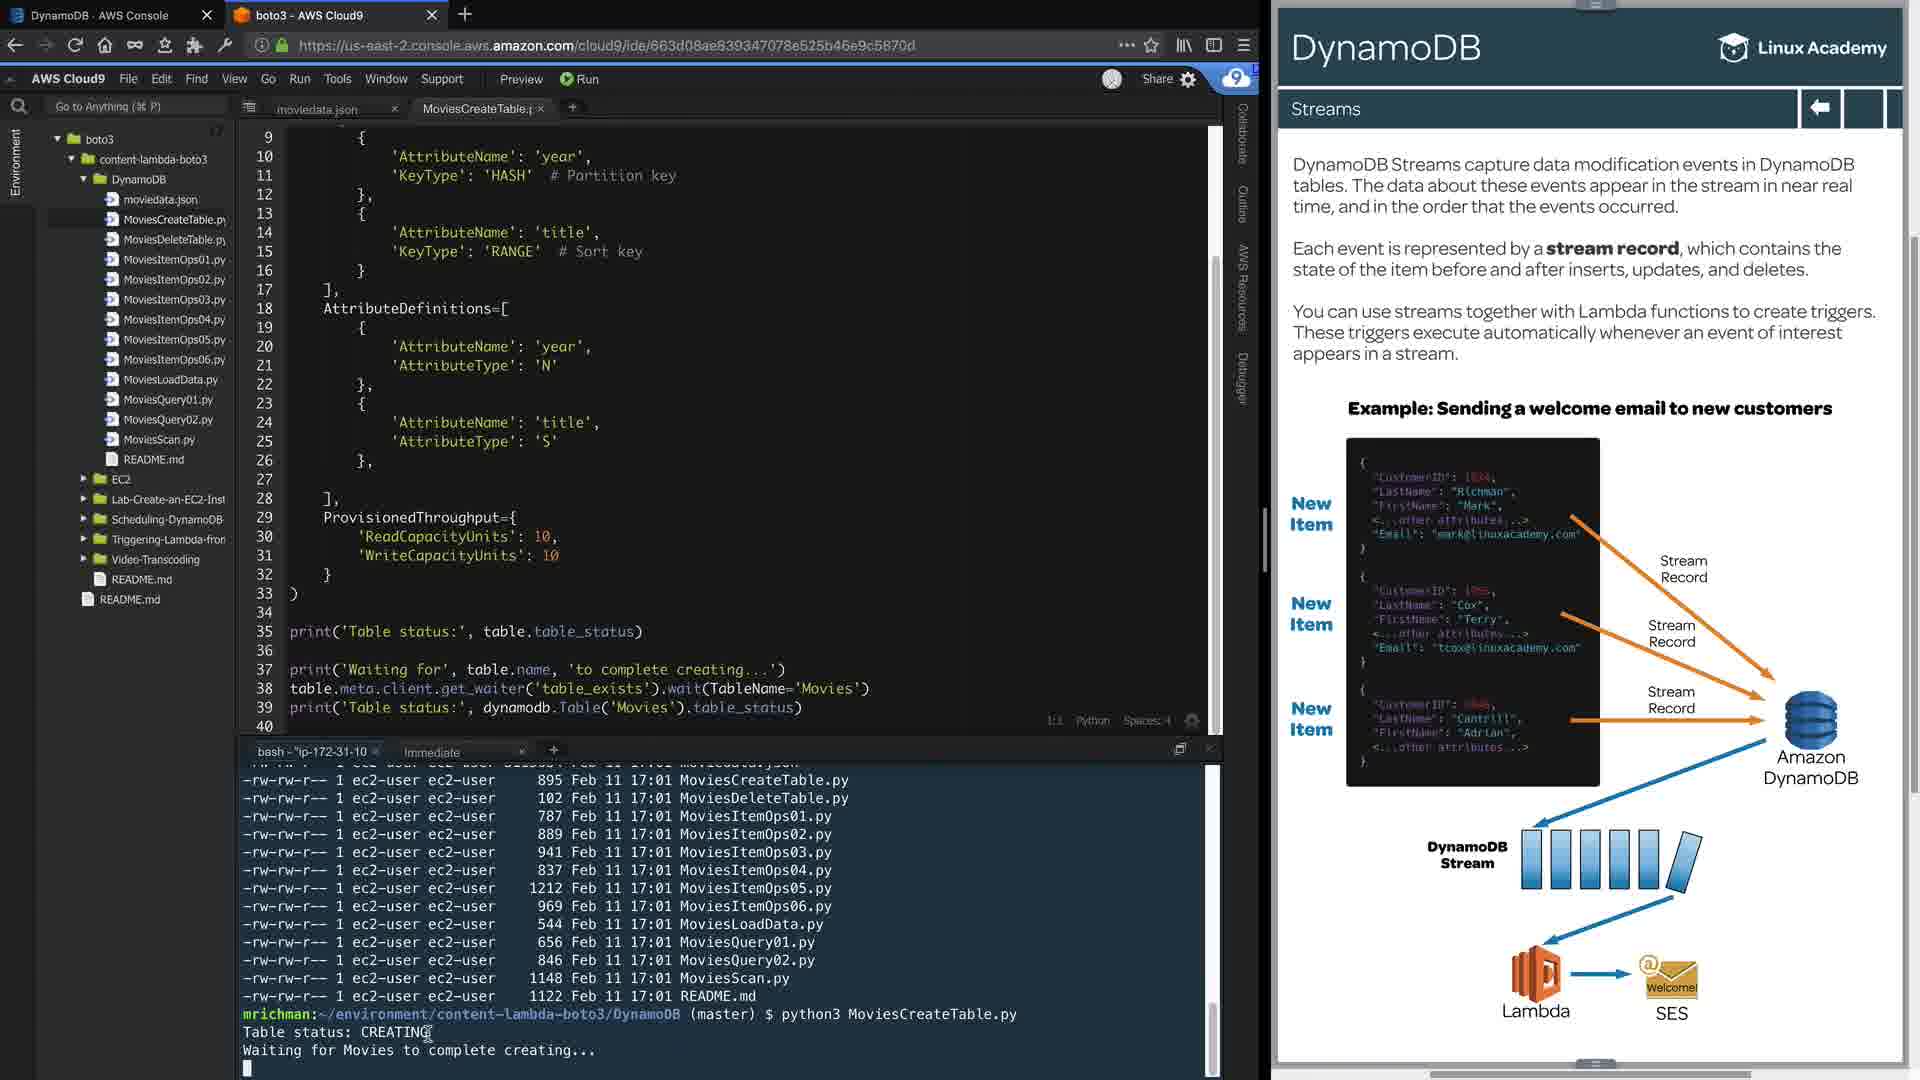 DynamoDB - AWS Console
boto3 - AWS Cloud9
https://us-east-2.console.aws.amazon.com/cloud9/ide/663d08ae839347078e525b46e9c5870d
AWS Cloud9 File Edit Find View Go Run Tools Window Support Preview Run Share
Go to Anything (⌘ P)
moviedata.json
MoviesCreateTable.p
Environment
boto3
content-lambda-boto3
DynamoDB
moviedata.json
MoviesCreateTable.py
MoviesDeleteTable.py
MoviesItemOps01.py
MoviesItemOps02.py
MoviesItemOps03.py
MoviesItemOps04.py
MoviesItemOps05.py
MoviesItemOps06.py
MoviesLoadData.py
MoviesQuery01.py
MoviesQuery02.py
MoviesScan.py
README.md
EC2
Lab-Create-an-EC2-Inst
Scheduling-DynamoDB
Triggering-Lambda-fron
Video-Transcoding
README.md
README.md
9 {
10 'AttributeName': 'year',
11 'KeyType': 'HASH' # Partition key
12 },
13 {
14 'AttributeName': 'title',
15 'KeyType': 'RANGE' # Sort key
16 }
17 ],
18 AttributeDefinitions=[
19 {
20 'AttributeName': 'year',
21 'AttributeType': 'N'
22 },
23 {
24 'AttributeName': 'title',
25 'AttributeType': 'S'
26 },
27
28 ],
29 ProvisionedThroughput={
30 'ReadCapacityUnits': 10,
31 'WriteCapacityUnits': 10
32 }
33 )
34
35 print('Table status:', table.table_status)
36
37 print('Waiting for', table.name, 'to complete creating...')
38 table.meta.client.get_waiter('table_exists').wait(TableName='Movies')
39 print('Table status:', dynamodb.Table('Movies').table_status)
40
1:1 Python Spaces: 4
Collaborate
Outline
AWS Resources
Debugger
bash - "ip-172-31-10
Immediate
-rw-rw-r-- 1 ec2-user ec2-user 895 Feb 11 17:01 MoviesCreateTable.py
-rw-rw-r-- 1 ec2-user ec2-user 102 Feb 11 17:01 MoviesDeleteTable.py
-rw-rw-r-- 1 ec2-user ec2-user 787 Feb 11 17:01 MoviesItemOps01.py
-rw-rw-r-- 1 ec2-user ec2-user 889 Feb 11 17:01 MoviesItemOps02.py
-rw-rw-r-- 1 ec2-user ec2-user 941 Feb 11 17:01 MoviesItemOps03.py
-rw-rw-r-- 1 ec2-user ec2-user 837 Feb 11 17:01 MoviesItemOps04.py
-rw-rw-r-- 1 ec2-user ec2-user 1212 Feb 11 17:01 MoviesItemOps05.py
-rw-rw-r-- 1 ec2-user ec2-user 969 Feb 11 17:01 MoviesItemOps06.py
-rw-rw-r-- 1 ec2-user ec2-user 544 Feb 11 17:01 MoviesLoadData.py
-rw-rw-r-- 1 ec2-user ec2-user 656 Feb 11 17:01 MoviesQuery01.py
-rw-rw-r-- 1 ec2-user ec2-user 846 Feb 11 17:01 MoviesQuery02.py
-rw-rw-r-- 1 ec2-user ec2-user 1148 Feb 11 17:01 MoviesScan.py
-rw-rw-r-- 1 ec2-user ec2-user 1122 Feb 11 17:01 README.md
mrichman:~/environment/content-lambda-boto3/DynamoDB (master) $ python3 MoviesCreateTable.py
Table status: CREATING
Waiting for Movies to complete creating...
DynamoDB
Linux Academy
Streams
DynamoDB Streams capture data modification events in DynamoDB
tables. The data about these events appear in the stream in near real
time, and in the order that the events occurred.
Each event is represented by a stream record, which contains the
state of the item before and after inserts, updates, and deletes.
You can use streams together with Lambda functions to create triggers.
These triggers execute automatically whenever an event of interest
appears in a stream.
Example: Sending a welcome email to new customers
New
Item
{
"CustomerID": 
"LastName": "Richman",
"FirstName": "Mark",
<...other attributes...>
"Email": "mark@linuxacademy.com"
}
New
Item
{
"CustomerID": 
"LastName": "Cox",
"FirstName": "Terry",
<...other attributes...>
"Email": "tcox@linuxacademy.com"
}
New
Item
{
"CustomerID": 
"LastName": "Cantrill",
"FirstName": "Adrian",
<...other attributes...>
}
Stream
Record
Stream
Record
Stream
Record
Amazon
DynamoDB
DynamoDB
Stream
Lambda
@
Welcome!
SES